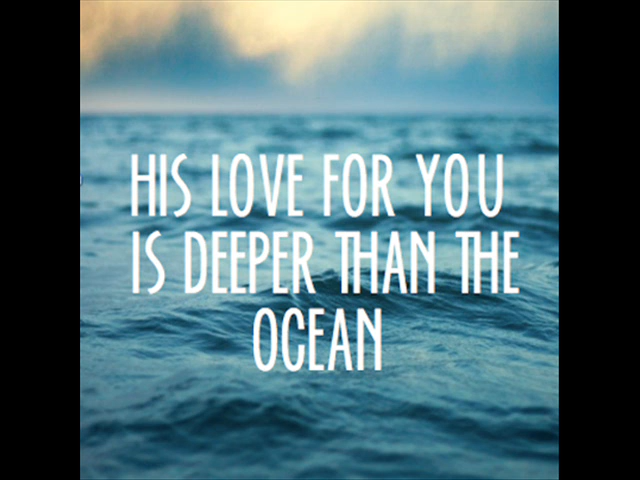 HIS LOVE FOR YOU
IS DEEPER THAN THE
OCEAN